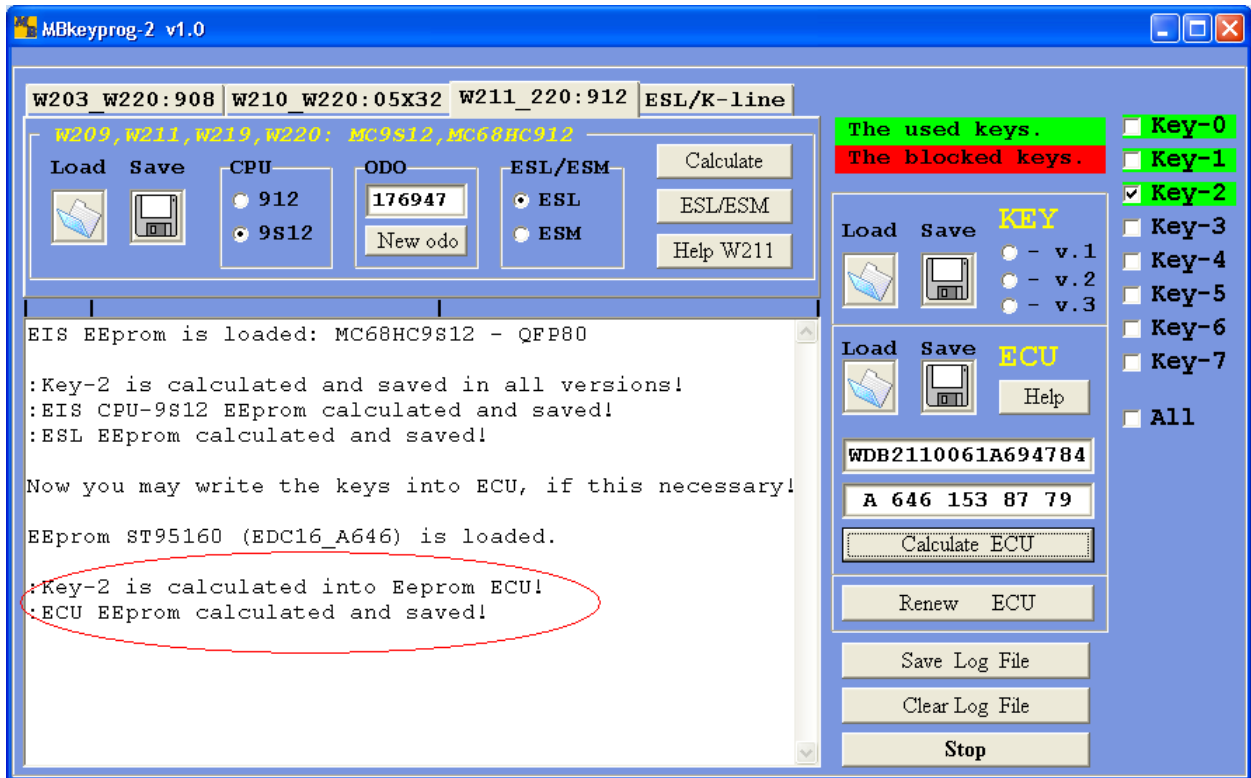 MBkeyprog-2 v1.0
W203_W220:908 W210_W220:05X32 W211_220:912 ESL/K-line
W209,W211,W219,W220: MC9S12,MC68HC912
Load Save CPU ODO ESL/ESM Calculate
912 176947 ESL ESL/ESM
9S12 New odo ESM Help W211
EIS EEprom is loaded: MC68HC9S12 - QFP80
:Key-2 is calculated and saved in all versions!
:EIS CPU-9S12 EEprom calculated and saved!
:ESL EEprom calculated and saved!
Now you may write the keys into ECU, if this necessary!
EEprom ST95160 (EDC16_A646) is loaded.
:Key-2 is calculated into Eeprom ECU!
:ECU EEprom calculated and saved!
The used keys.
The blocked keys.
Load Save KEY
- v.1
- v.2
- v.3
Load Save ECU
Help
WDB2110061A694784
A 646 153 87 79
Calculate ECU
Renew ECU
Save Log File
Clear Log File
Stop
Key-0
Key-1
Key-2
Key-3
Key-4
Key-5
Key-6
Key-7
All